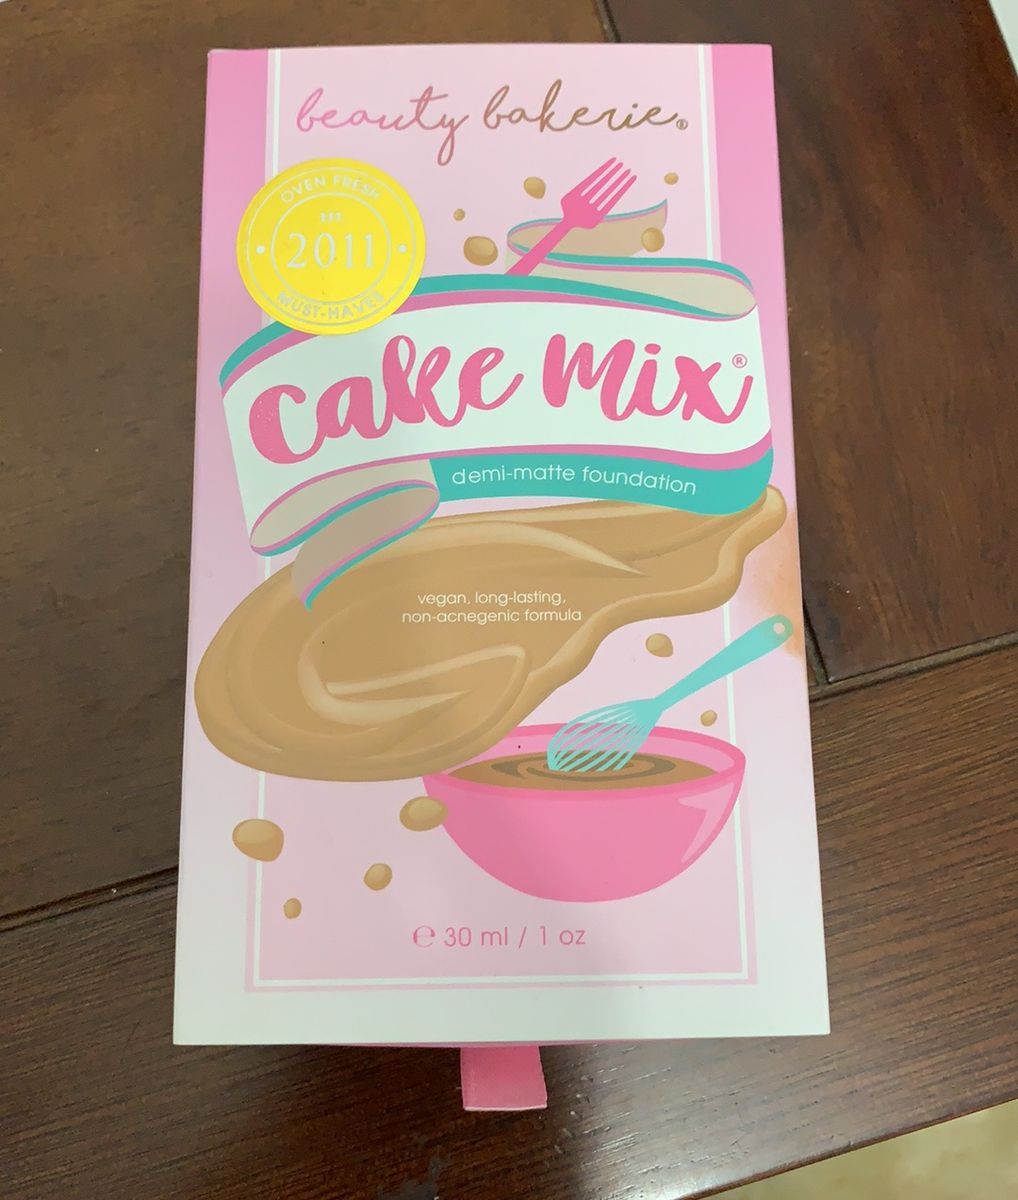 beauty bakerie®
OVEN FRESH
EST
2011
MUST-HAVES
cake mix®
demi-matte foundation
vegan, long-lasting,
non-acnegenic formula
℮ 30 ml / 1 oz